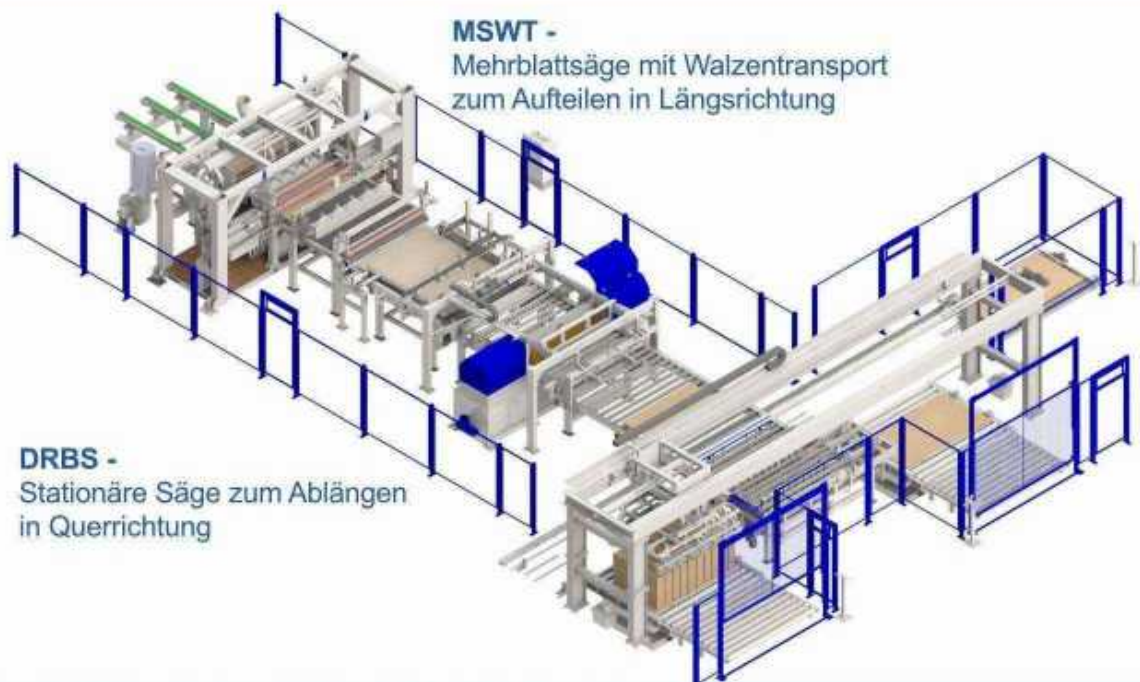 MSWT -
Mehrblattsäge mit Walzentransport
zum Aufteilen in Längsrichtung
DRBS -
Stationäre Säge zum Ablängen
in Querrichtung